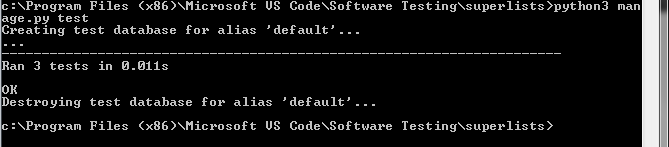 c:\Program Files (x86)\Microsoft VS Code\Software Testing\superlists>python3 man
age.py test
Creating test database for alias 'default'...
...
----------------------------------------------------------------------
Ran 3 tests in 0.011s
OK
Destroying test database for alias 'default'...
c:\Program Files (x86)\Microsoft VS Code\Software Testing\superlists>